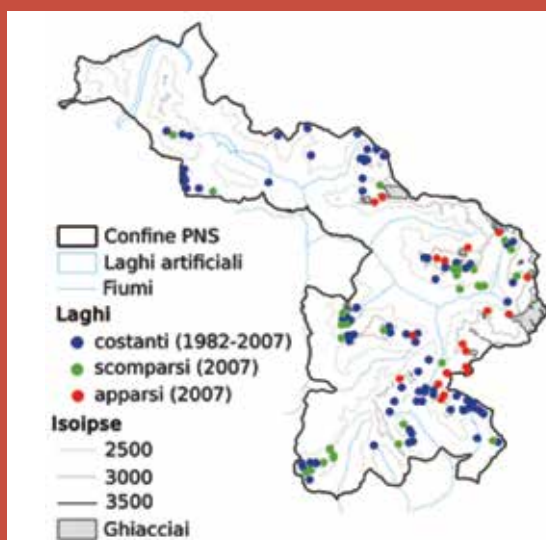 Confine PNS
Laghi artificiali
Fiumi
Laghi
costanti (1982-2007)
scomparsi (2007)
apparsi (2007)
Isoipse
2500
3000
3500
Ghiacciai